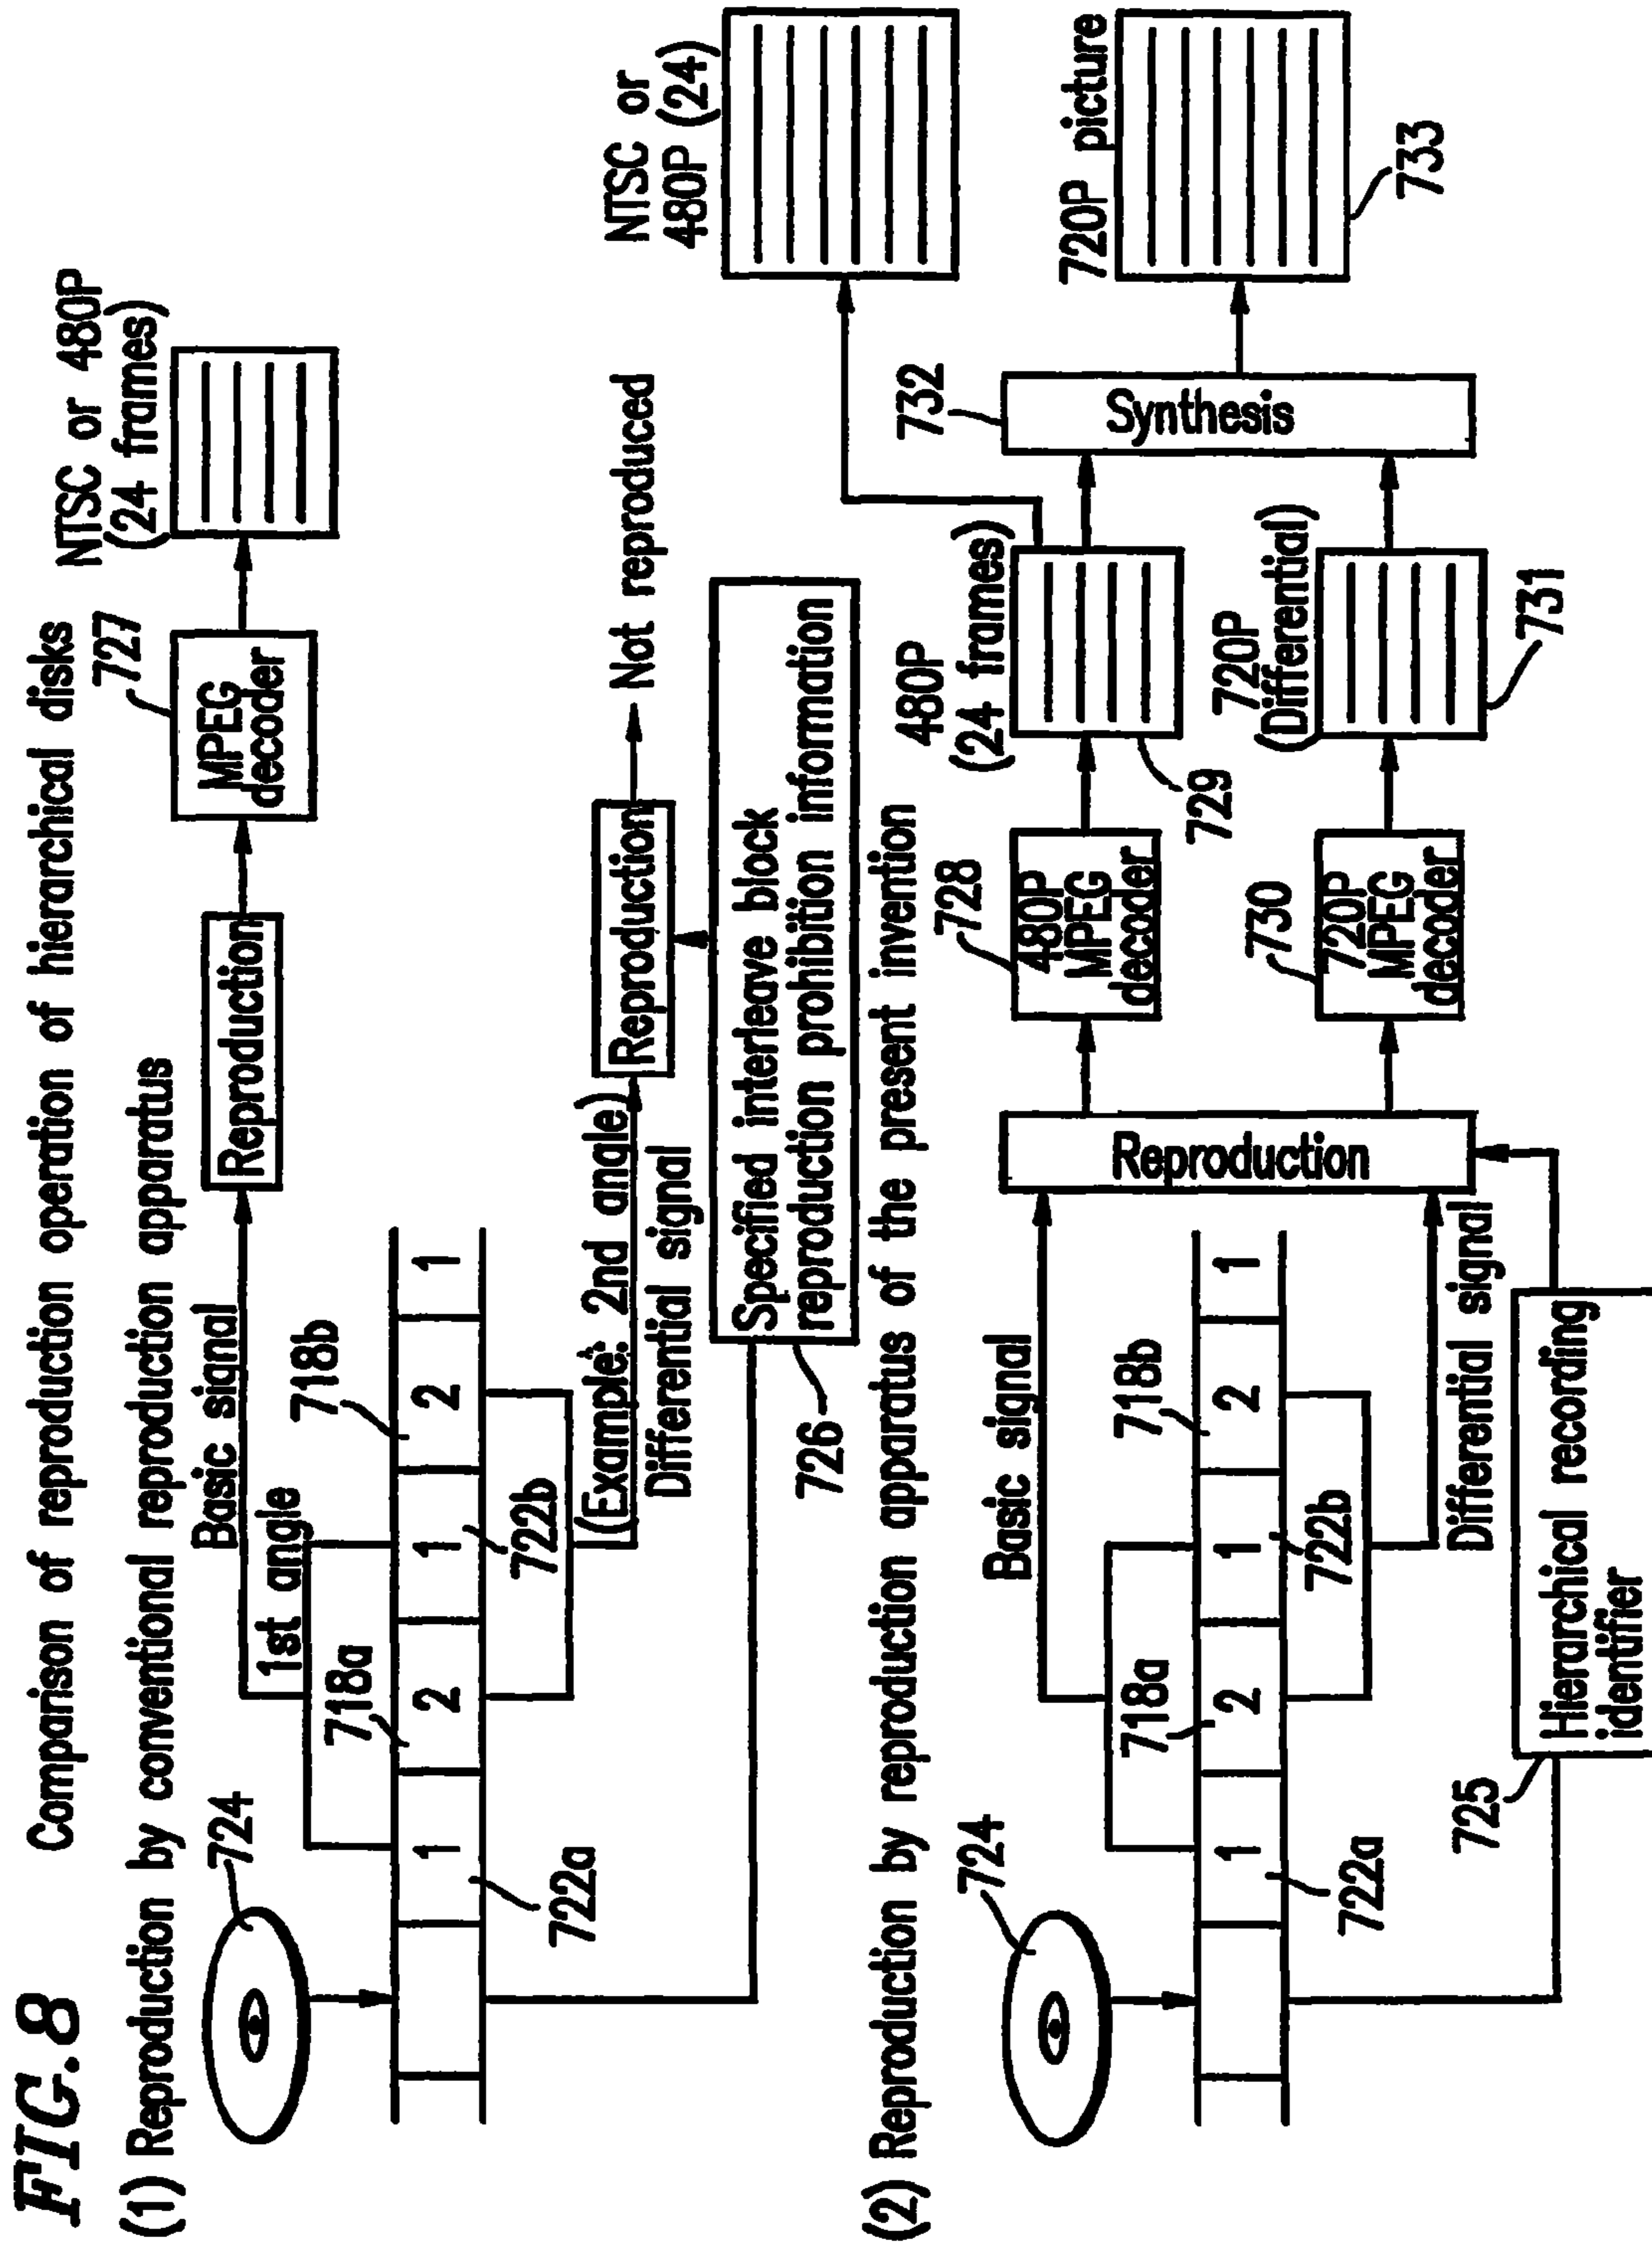 FIG.8
Comparison of reproduction operation of hierarchical disks
(1) Reproduction by conventional reproduction apparatus
724
Basic signal
1st angle
718a
718b
1
2
1
2
1
722a
722b
Reproduction
727
MPEG
decoder
NTSC or 480P
(24 frames)
(Example: 2nd angle)
Differential signal
Reproduction
Not reproduced
Specified interleave block
reproduction prohibition information
726
(2) Reproduction by reproduction apparatus of the present invention
724
Basic signal
718a
718b
1
2
1
2
1
722a
722b
Differential signal
725
Hierarchical recording
identifier
Reproduction
728
480P
MPEG
decoder
730
720P
MPEG
decoder
480P
(24 frames)
729
720P
(Differential)
731
732
Synthesis
NTSC or
480P (24)
720P picture
733